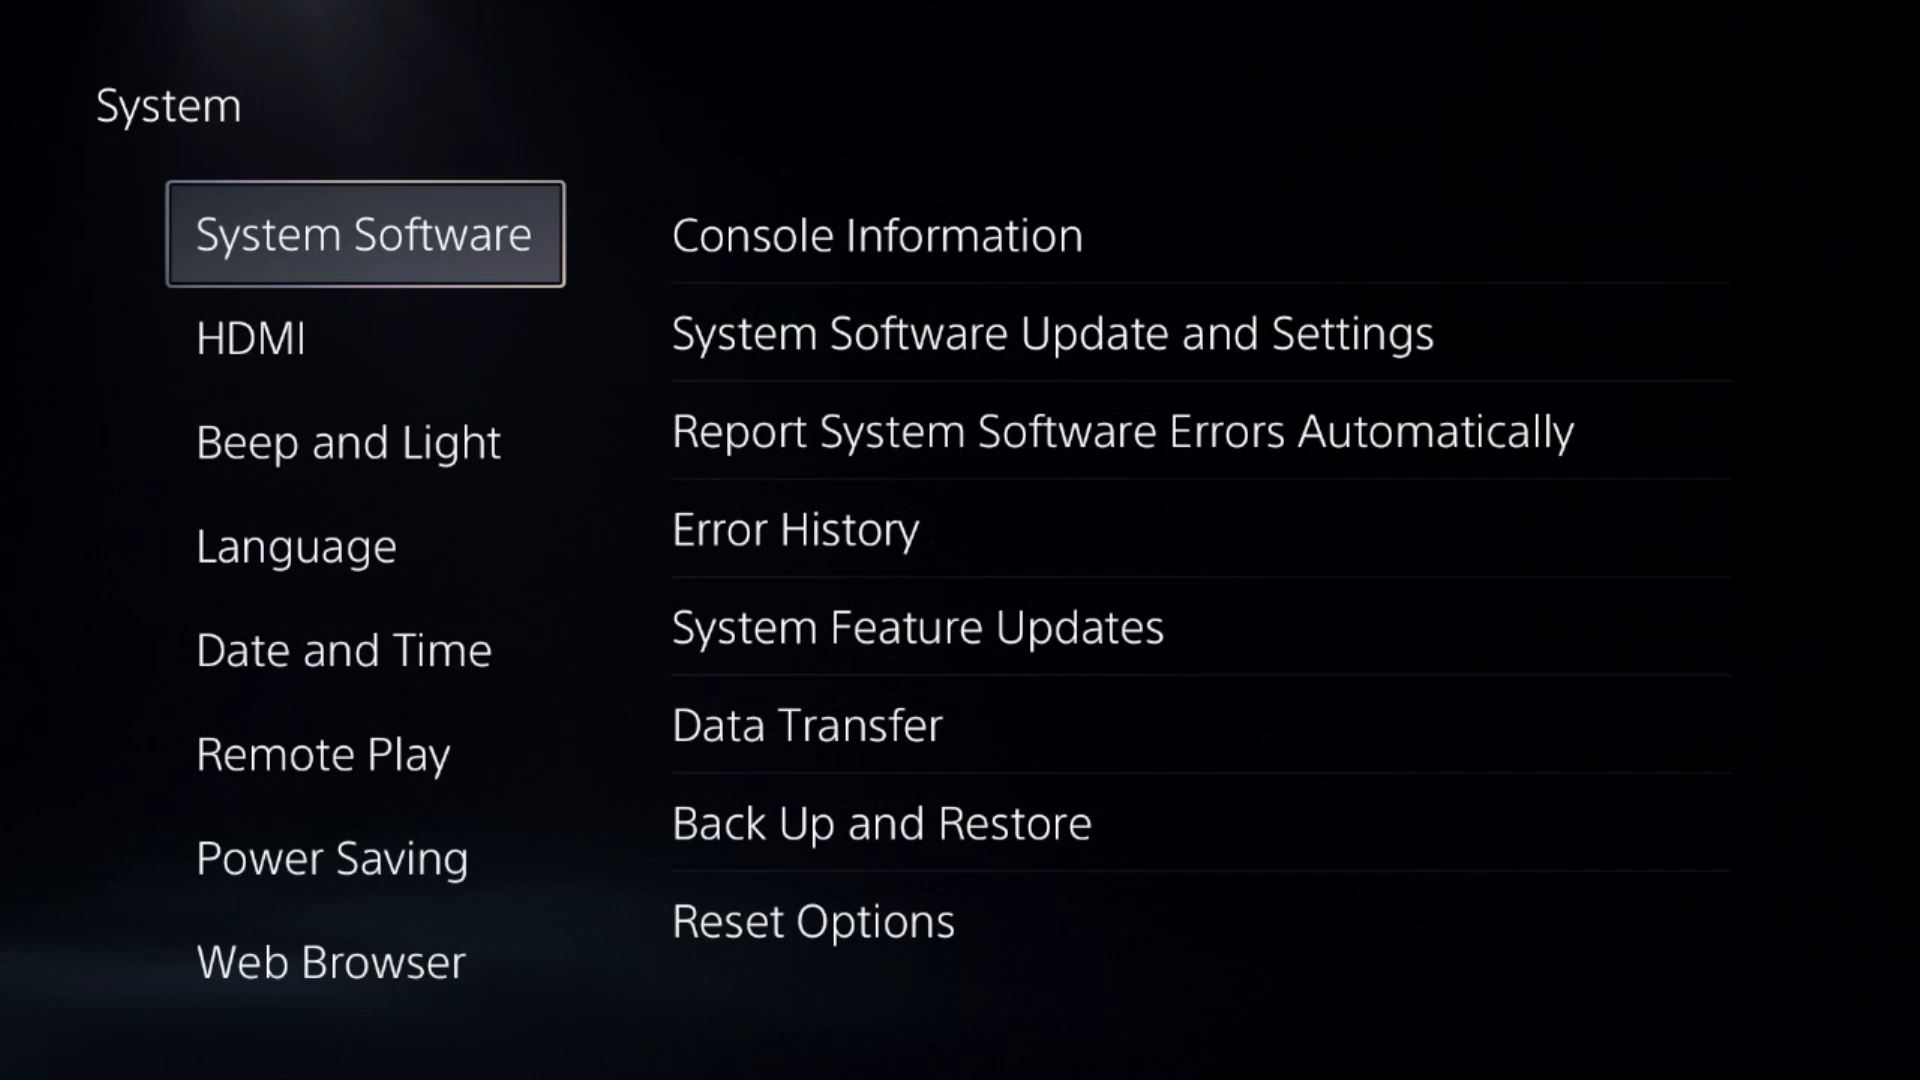 System
System Software
HDMI
Beep and Light
Language
Date and Time
Remote Play
Power Saving
Web Browser
Console Information
System Software Update and Settings
Report System Software Errors Automatically
Error History
System Feature Updates
Data Transfer
Back Up and Restore
Reset Options